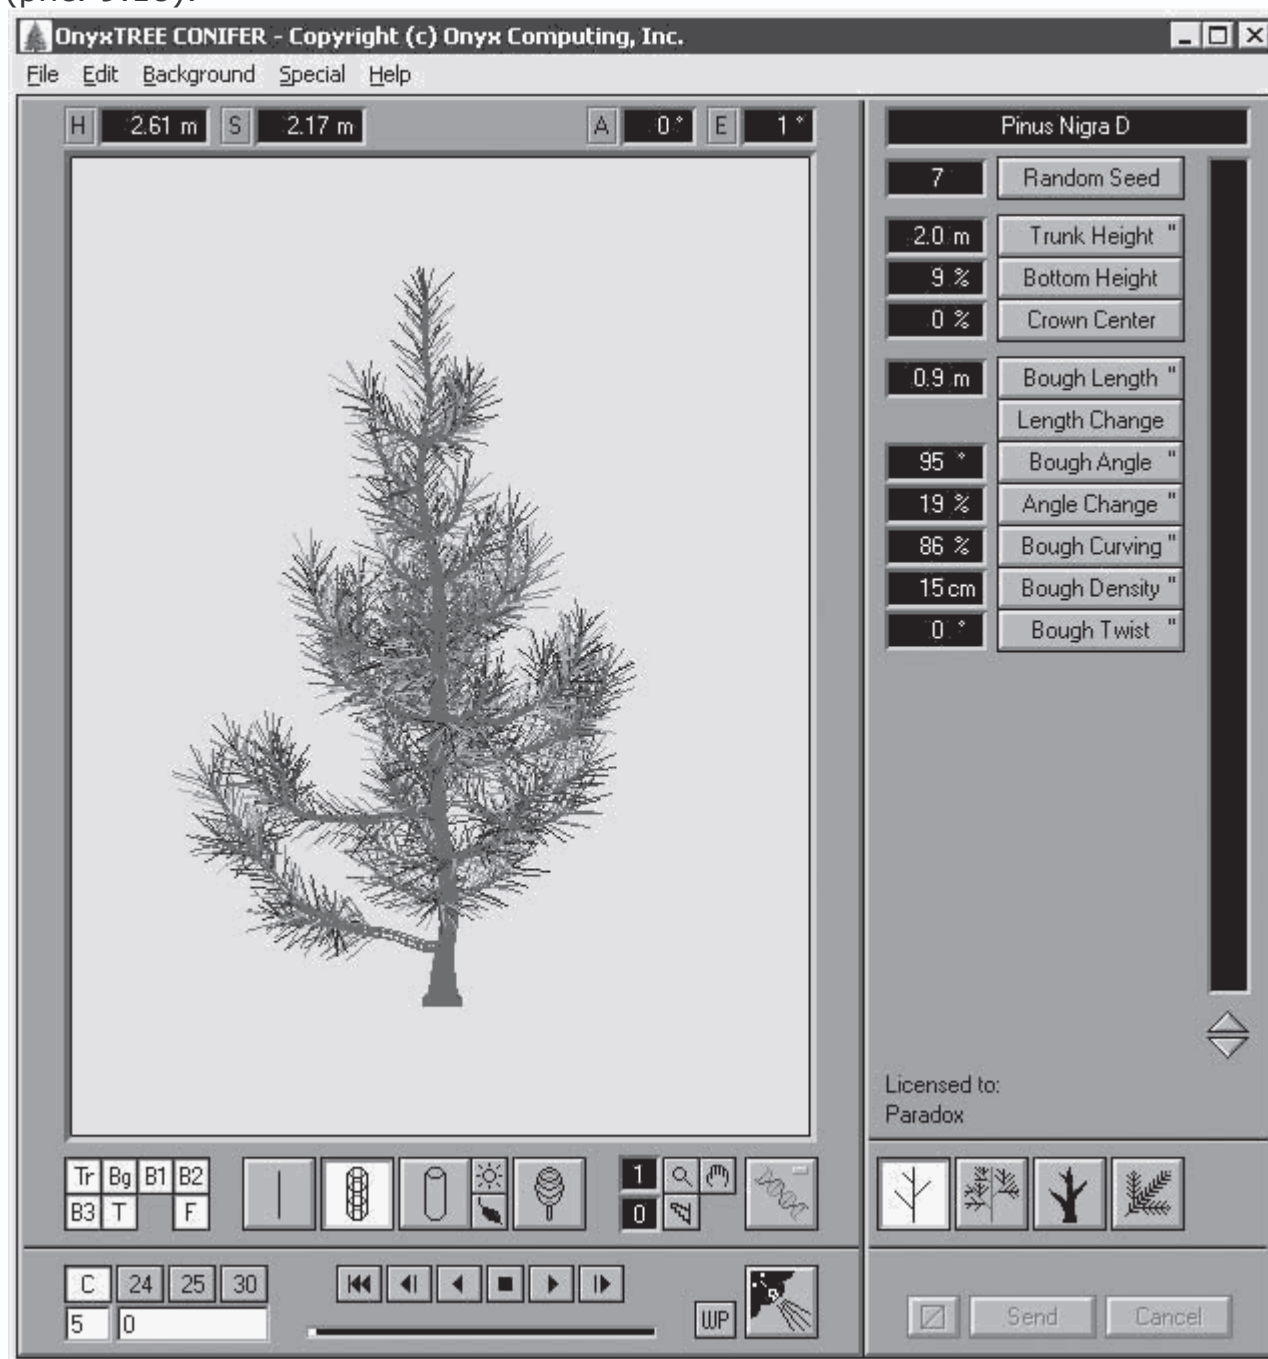 OnyxTREE CONIFER - Copyright (c) Onyx Computing, Inc.
File Edit Background Special Help
H 2.61 m S 2.17 m A 0° E 1°
Pinus Nigra D
7 Random Seed
2.0 m Trunk Height "
9 % Bottom Height
0 % Crown Center
0.9 m Bough Length "
Length Change
95 ° Bough Angle "
19 % Angle Change "
86 % Bough Curving "
15 cm Bough Density "
0 ° Bough Twist "
Licensed to:
Paradox
Tr Bg B1 B2
B3 T F
1
0
C 24 25 30
5 0
WP
Send Cancel